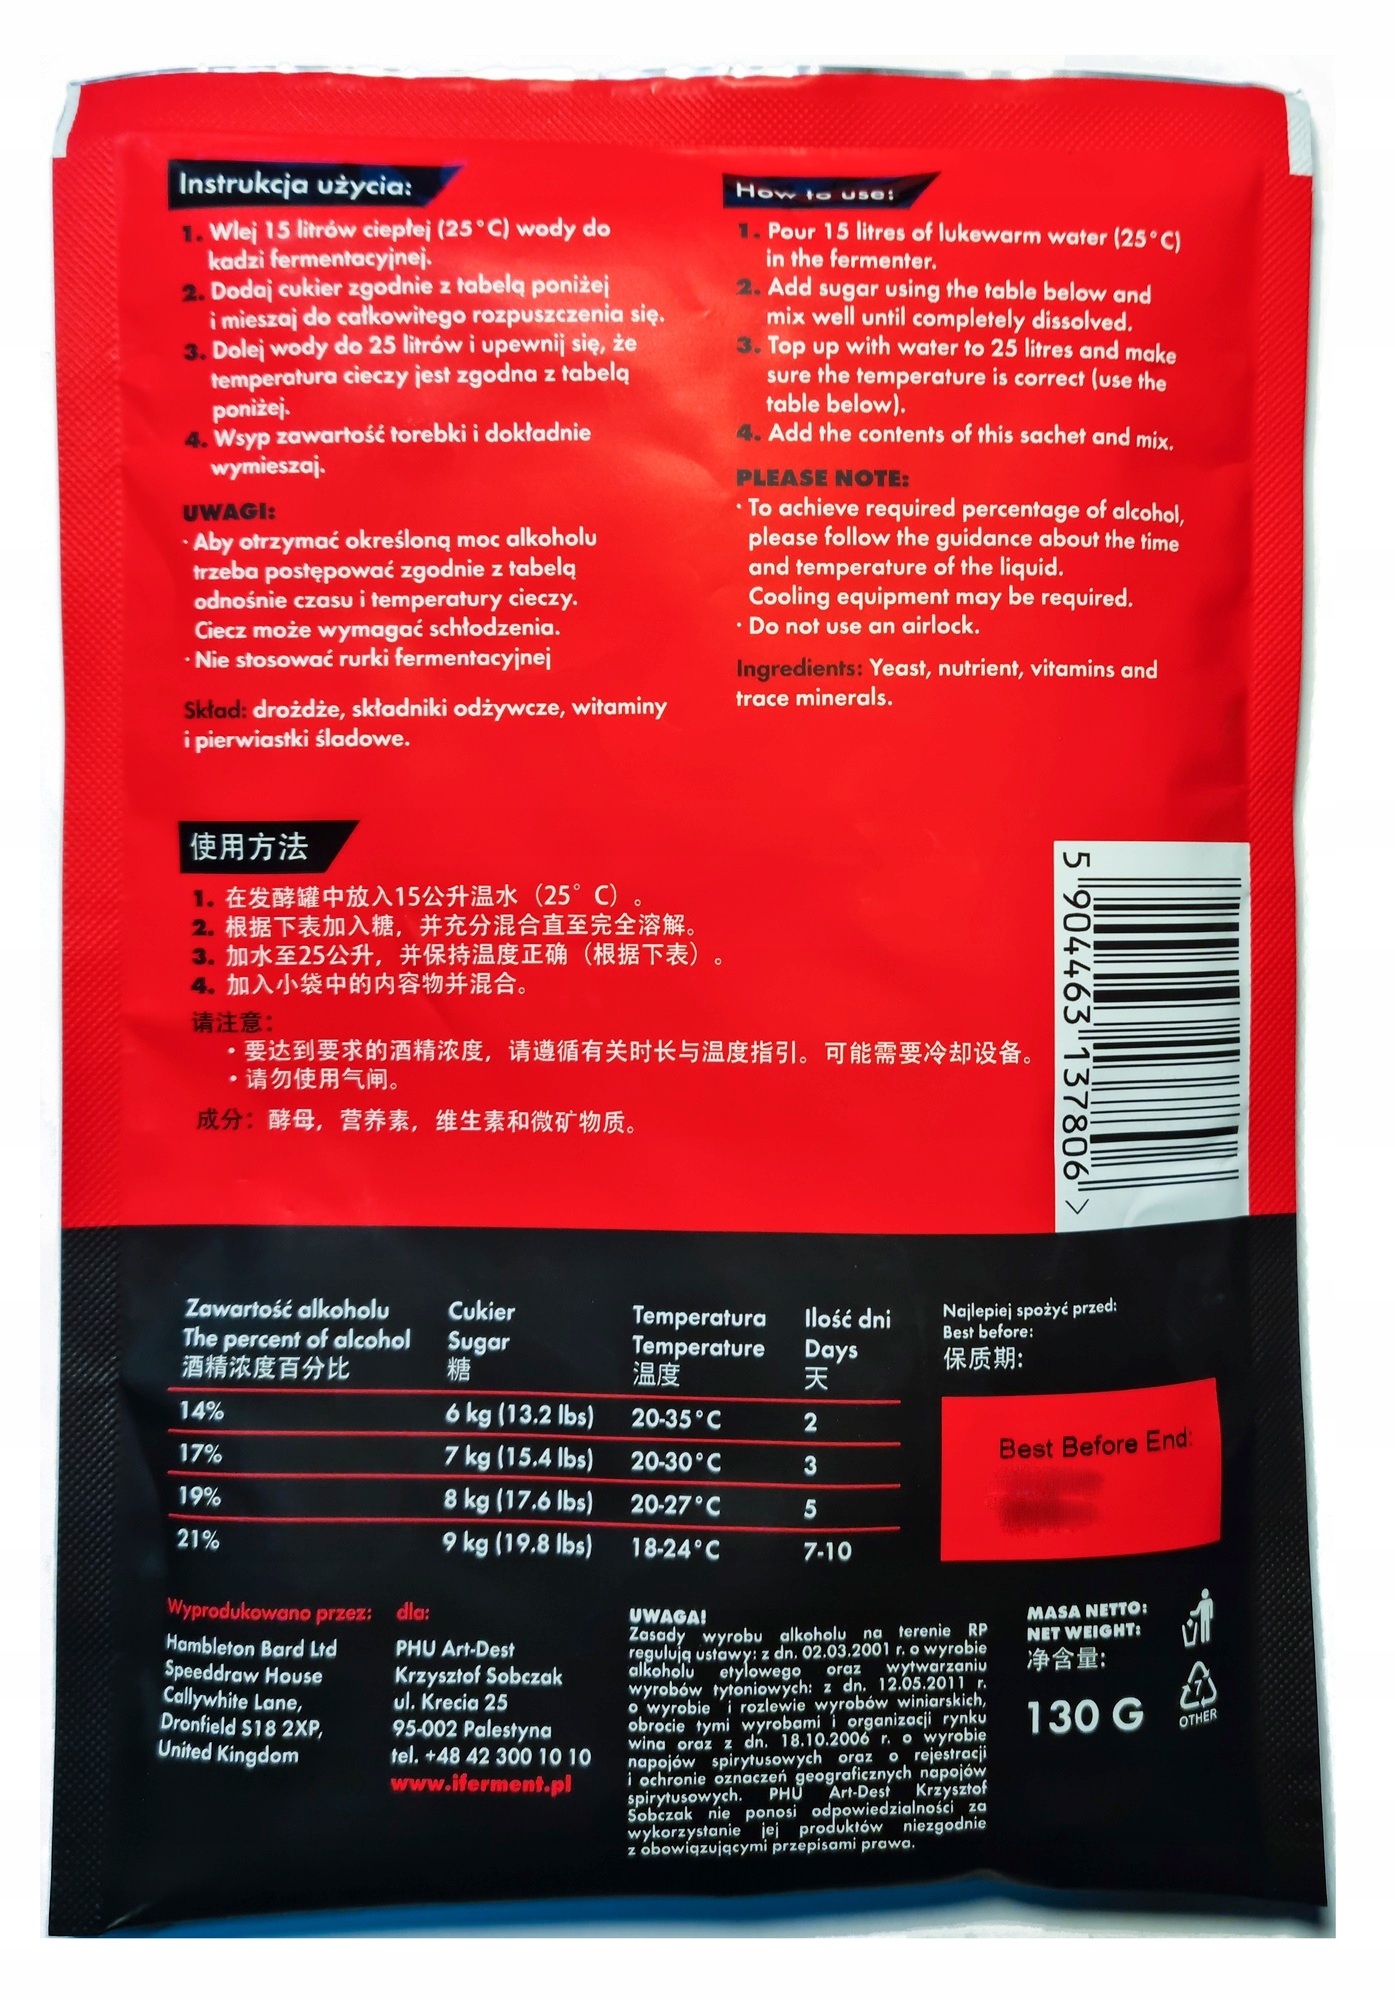 Instrukcja użycia:
1. Wlej 15 litrów ciepłej (25°C) wody do
kadzi fermentacyjnej.
2. Dodaj cukier zgodnie z tabelą poniżej
i mieszaj do całkowitego rozpuszczenia się.
3. Dolej wody do 25 litrów i upewnij się, że
temperatura cieczy jest zgodna z tabelą
poniżej.
4. Wsyp zawartość torebki i dokładnie
wymieszaj.
UWAGI:
· Aby otrzymać określoną moc alkoholu
trzeba postępować zgodnie z tabelą
odnośnie czasu i temperatury cieczy.
Ciecz może wymagać schłodzenia.
· Nie stosować rurki fermentacyjnej
Skład: drożdże, składniki odżywcze, witaminy
i pierwiastki śladowe.
How to use:
1. Pour 15 litres of lukewarm water (25°C)
in the fermenter.
2. Add sugar using the table below and
mix well until completely dissolved.
3. Top up with water to 25 litres and make
sure the temperature is correct (use the
table below).
4. Add the contents of this sachet and mix.
PLEASE NOTE:
· To achieve required percentage of alcohol,
please follow the guidance about the time
and temperature of the liquid.
Cooling equipment may be required.
· Do not use an airlock.
Ingredients: Yeast, nutrient, vitamins and
trace minerals.
使用方法
1. 在发酵罐中放入15公升温水（25°C）。
2. 根据下表加入糖，并充分混合直至完全溶解。
3. 加水至25公升，并保持温度正确（根据下表）。
4. 加入小袋中的内容物并混合。
请注意：
· 要达到要求的酒精浓度，请遵循有关时长与温度指引。可能需要冷却设备。
· 请勿使用气闸。
成分：酵母，营养素，维生素和微矿物质。
5 904463 137806 >
Zawartość alkoholu Cukier Temperatura Ilość dni
The percent of alcohol Sugar Temperature Days
酒精浓度百分比 糖 温度 天
14% 6 kg (13.2 lbs) 20-35°C 2
17% 7 kg (15.4 lbs) 20-30°C 3
19% 8 kg (17.6 lbs) 20-27°C 5
21% 9 kg (19.8 lbs) 18-24°C 7-10
Najlepiej spożyć przed:
Best before:
保质期:
Best Before End:
Wyprodukowano przez:
Hambleton Bard Ltd
Speeddraw House
Callywhite Lane,
Dronfield S18 2XP,
United Kingdom
dla:
PHU Art-Dest
Krzysztof Sobczak
ul. Krecia 25
95-002 Palestyna
tel. +48 42 300 10 10
www.iferment.pl
UWAGA!
Zasady wyrobu alkoholu na terenie RP
regulują ustawy: z dn. 02.03.2001 r. o wyrobie
alkoholu etylowego oraz wytwarzaniu
wyrobów tytoniowych: z dn. 12.05.2011 r.
o wyrobie i rozlewie wyrobów winiarskich,
obrocie tymi wyrobami i organizacji rynku
wina oraz z dn. 18.10.2006 r. o wyrobie
napojów spirytusowych oraz o rejestracji
i ochronie oznaczeń geograficznych napojów
spirytusowych. PHU Art-Dest Krzysztof
Sobczak nie ponosi odpowiedzialności za
wykorzystanie jej produktów niezgodnie
z obowiązującymi przepisami prawa.
MASA NETTO:
NET WEIGHT:
净含量:
130 G
7
OTHER